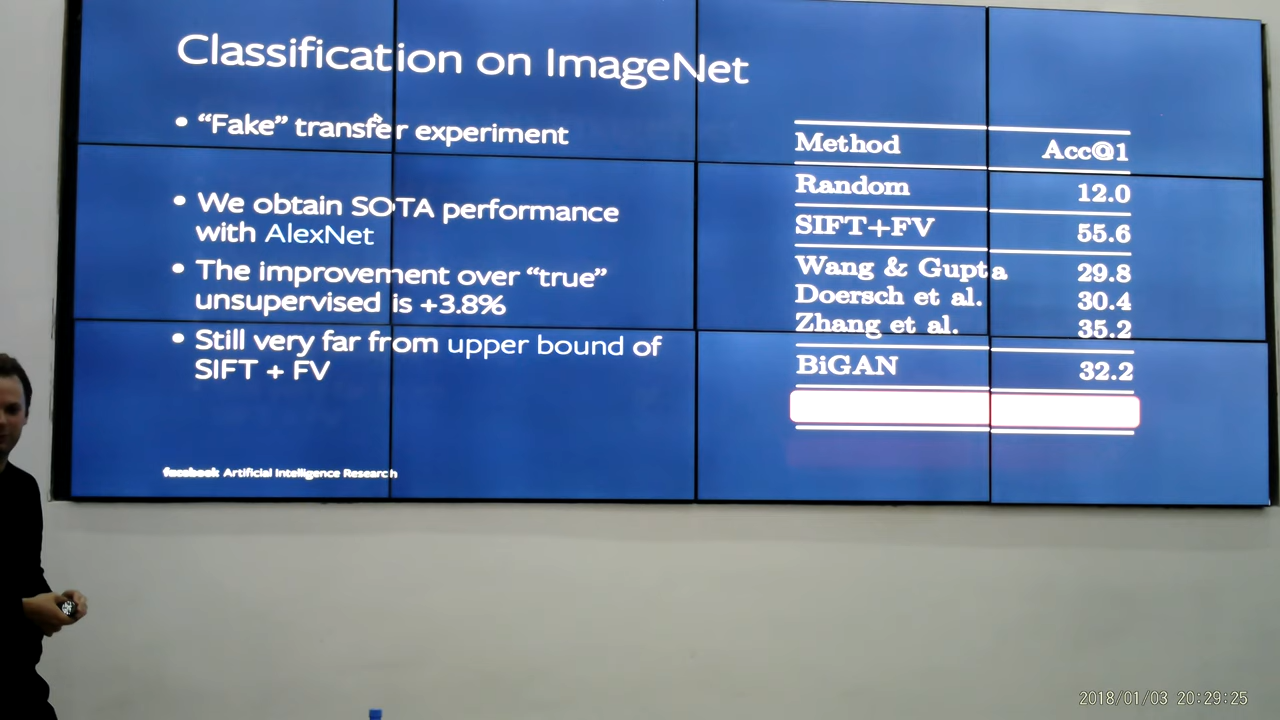 Classification on ImageNet
• “Fake” transfer experiment
• We obtain SOTA performance
with AlexNet
• The improvement over “true”
unsupervised is +3.8%
• Still very far from upper bound of
SIFT + FV
facebook Artificial Intelligence Research
Method Acc@1
Random 12.0
SIFT+FV 55.6
Wang & Gupta 29.8
Doersch et al. 30.4
Zhang et al. 35.2
BiGAN 32.2
2018/01/03 20:29:25